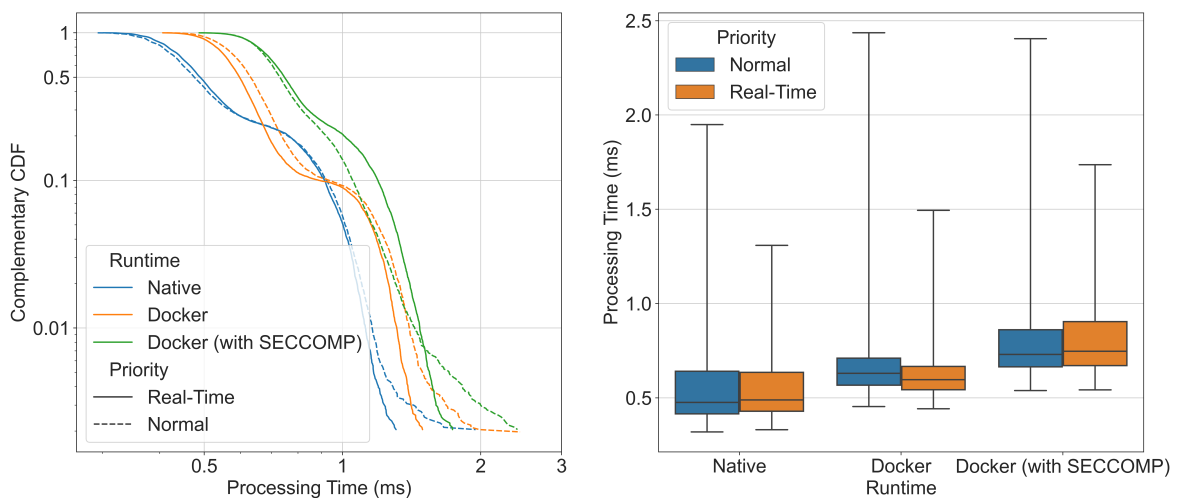 Complementary CDF
1
0.5
0.1
0.01
Runtime
Native
Docker
Docker (with SECCOMP)
Priority
Real-Time
Normal
0.5
1
2
3
Processing Time (ms)
Processing Time (ms)
2.5
2.0
1.5
1.0
0.5
Priority
Normal
Real-Time
Native
Docker
Docker (with SECCOMP)
Runtime